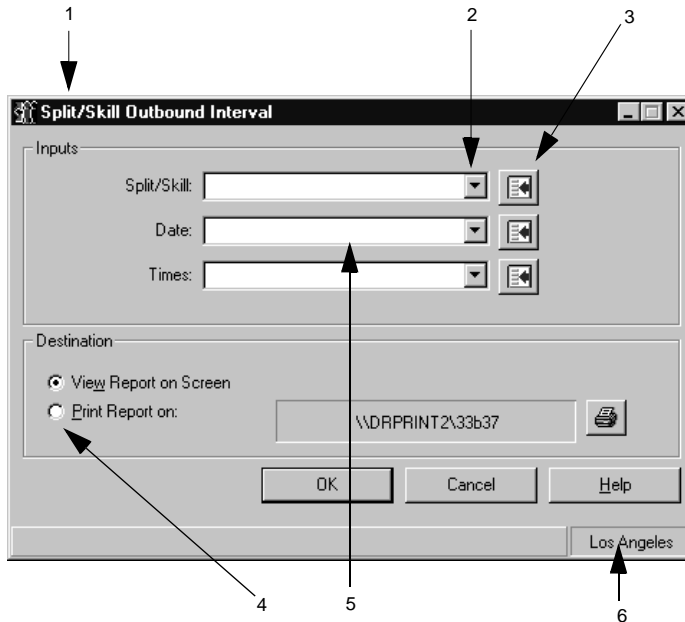 1 2 3
Split/Skill Outbound Interval
Inputs
Split/Skill:
Date:
Times:
Destination
View Report on Screen
Print Report on: \\DRPRINT2\33b37
OK Cancel Help
Los Angeles
4 5 6